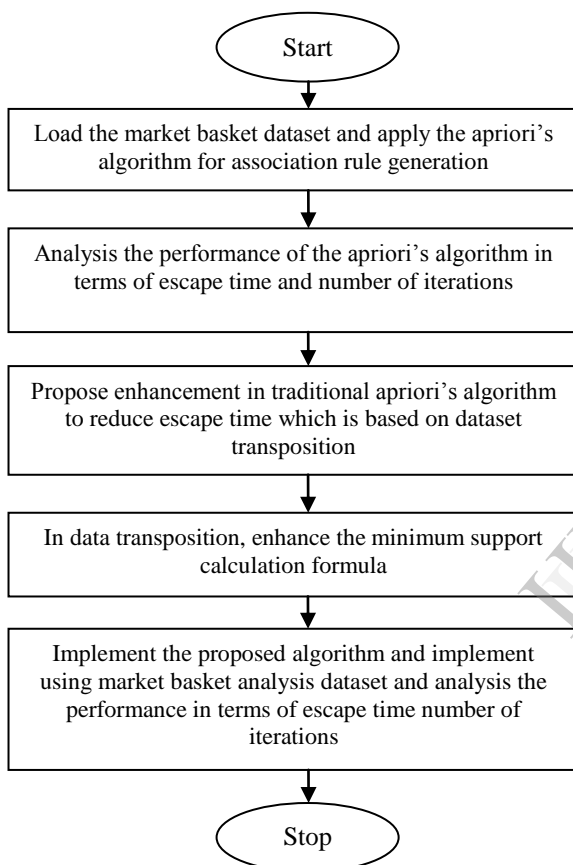 Start
Load the market basket dataset and apply the apriori's
algorithm for association rule generation
Analysis the performance of the apriori's algorithm in
terms of escape time and number of iterrations
Propose enhancement in traditional apriori's algorithm
to reduce escape time which is based on dataset
transposition
In data transposition, enhance the minimum support
calculation formula
Implement the proposed algorithm and implement
using market basket analysis dataset and analysis the
performance in terms of escape time number of
iterrations
Stop